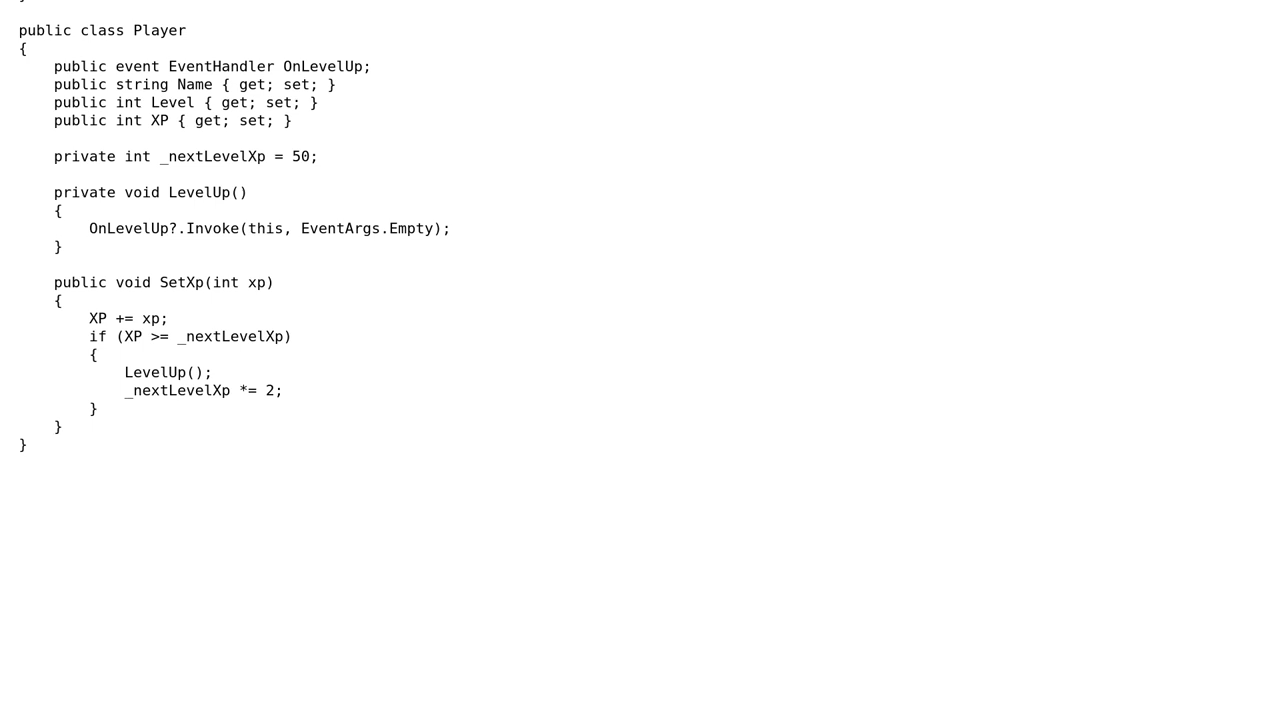 }
public class Player
{
    public event EventHandler OnLevelUp;
    public string Name { get; set; }
    public int Level { get; set; }
    public int XP { get; set; }
    private int _nextLevelXp = 50;
    private void LevelUp()
    {
        OnLevelUp?.Invoke(this, EventArgs.Empty);
    }
    public void SetXp(int xp)
    {
        XP += xp;
        if (XP >= _nextLevelXp)
        {
            LevelUp();
            _nextLevelXp *= 2;
        }
    }
}